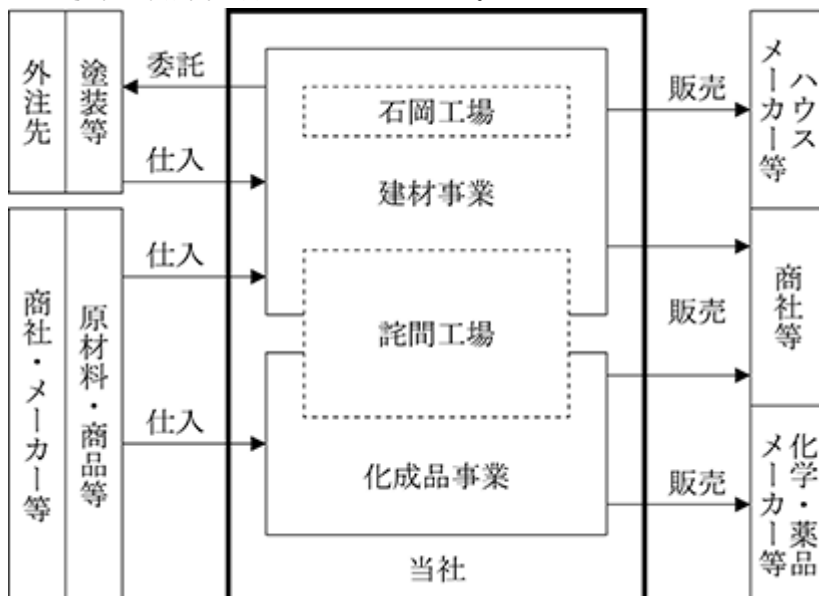 外注先
塗装等
委託
仕入
商社・メーカー等
原材料・商品等
仕入
仕入
石岡工場
建材事業
詫間工場
化成品事業
当社
販売
ハウス
メーカー等
販売
商社等
販売
化学・薬品
メーカー等